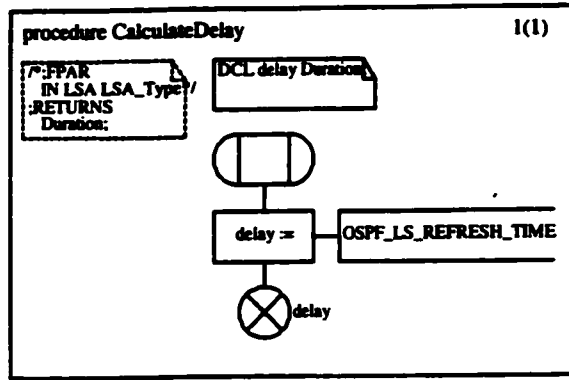 procedure CalculateDelay
1(1)
/*;FPAR
IN LSA LSA_Type*/
;RETURNS
Duration;
DCL delay Duration;
delay :=
OSPF_LS_REFRESH_TIME
delay